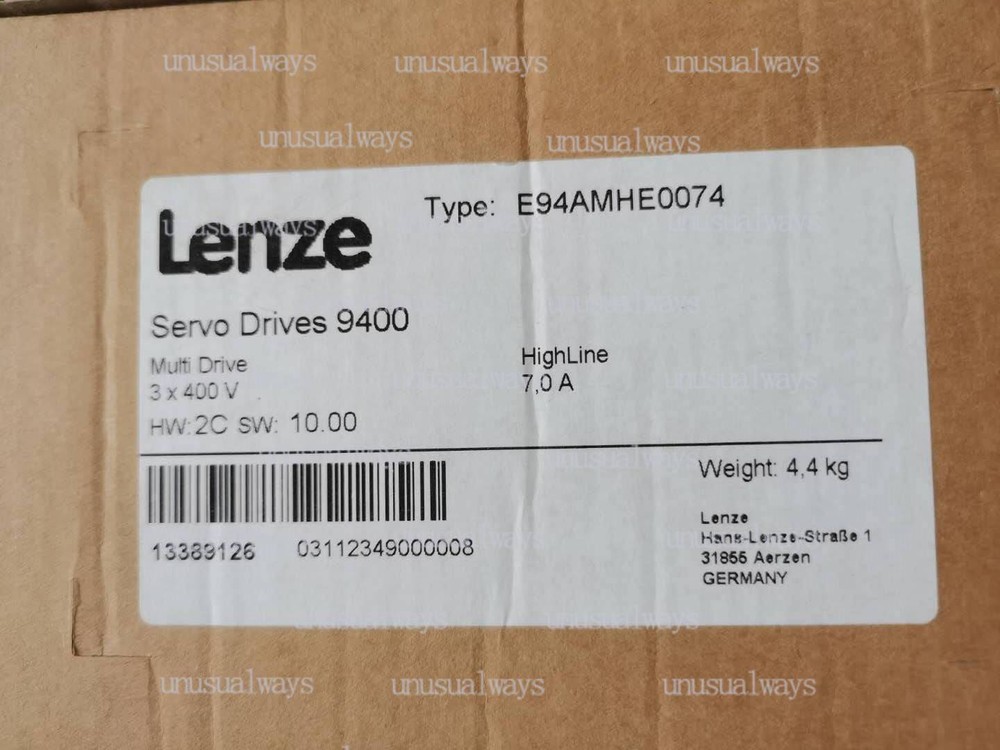 unusualways unusualways unusualways
unusualways unusualways
Lenze
Type: E94AMHE0074
Servo Drives 9400
Multi Drive
3 x 400 V
HighLine
7,0 A
HW: 2C SW: 10.00
Weight: 4,4 kg
13389126 03112349000008
Lenze
Hans-Lenze-Straße 1
31855 Aerzen
GERMANY
unusualways unusualways unusualways